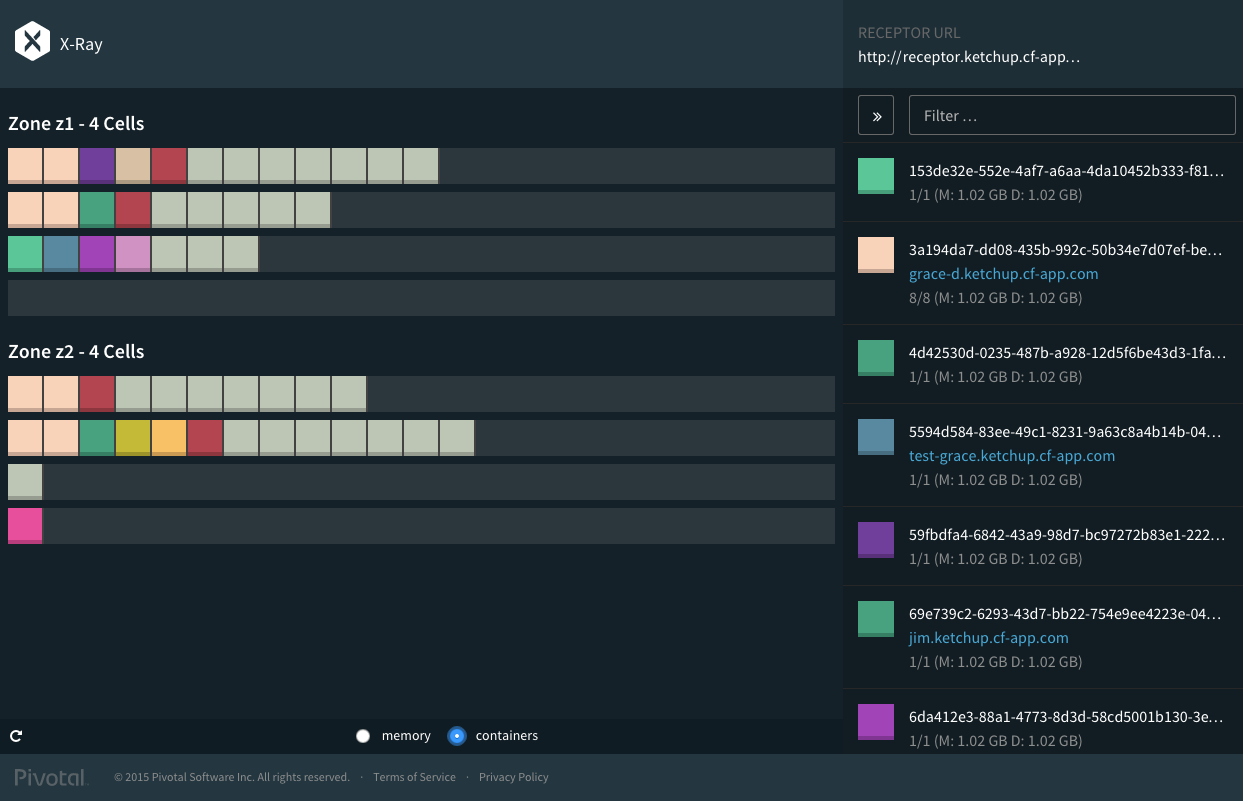 X-Ray
RECEPTOR URL
http://receptor.ketchup.cf-app...
Zone z1 - 4 Cells
Zone z2 - 4 Cells
memory
containers
Filter ...
153de32e-552e-4af7-a6aa-4da10452b333-f81...
1/1 (M: 1.02 GB D: 1.02 GB)
3a194da7-dd08-435b-992c-50b34e7d07ef-be...
grace-d.ketchup.cf-app.com
8/8 (M: 1.02 GB D: 1.02 GB)
4d42530d-0235-487b-a928-12d5f6be43d3-1fa...
1/1 (M: 1.02 GB D: 1.02 GB)
5594d584-83ee-49c1-8231-9a63c8a4b14b-04...
test-grace.ketchup.cf-app.com
1/1 (M: 1.02 GB D: 1.02 GB)
59fbdfa4-6842-43a9-98d7-bc97272b83e1-222...
1/1 (M: 1.02 GB D: 1.02 GB)
69e739c2-6293-43d7-bb22-754e9ee4223e-04...
jim.ketchup.cf-app.com
1/1 (M: 1.02 GB D: 1.02 GB)
6da412e3-88a1-4773-8d3d-58cd5001b130-3e...
1/1 (M: 1.02 GB D: 1.02 GB)
Pivotal © 2015 Pivotal Software Inc. All rights reserved. · Terms of Service · Privacy Policy